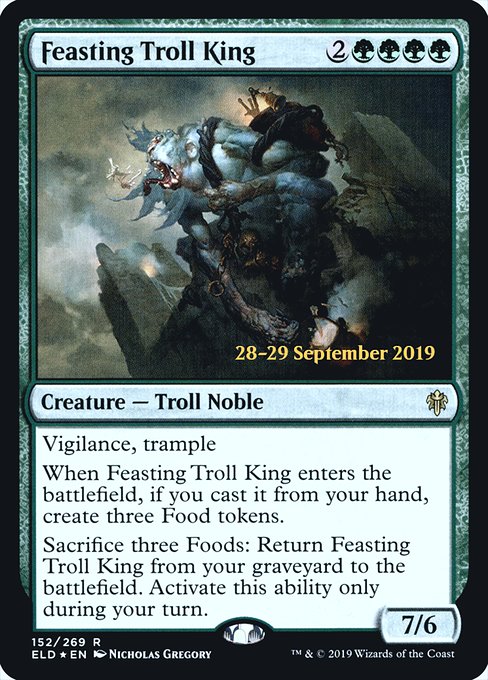 Feasting Troll King 2
28-29 September 2019
Creature — Troll Noble
Vigilance, trample
When Feasting Troll King enters the
battlefield, if you cast it from your hand,
create three Food tokens.
Sacrifice three Foods: Return Feasting
Troll King from your graveyard to the
battlefield. Activate this ability only
during your turn.
7/6
152/269 R
ELD ★ EN Nicholas Gregory
™ & © 2019 Wizards of the Coast